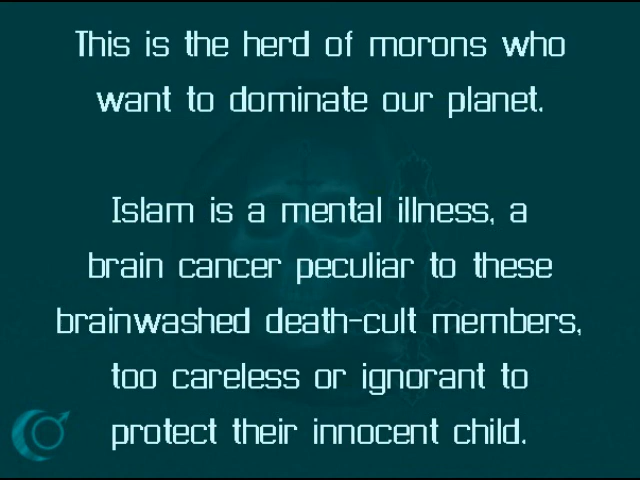 This is the herd of morons who
want to dominate our planet.
Islam is a mental illness, a
brain cancer peculiar to these
brainwashed death-cult members,
too careless or ignorant to
protect their innocent child.